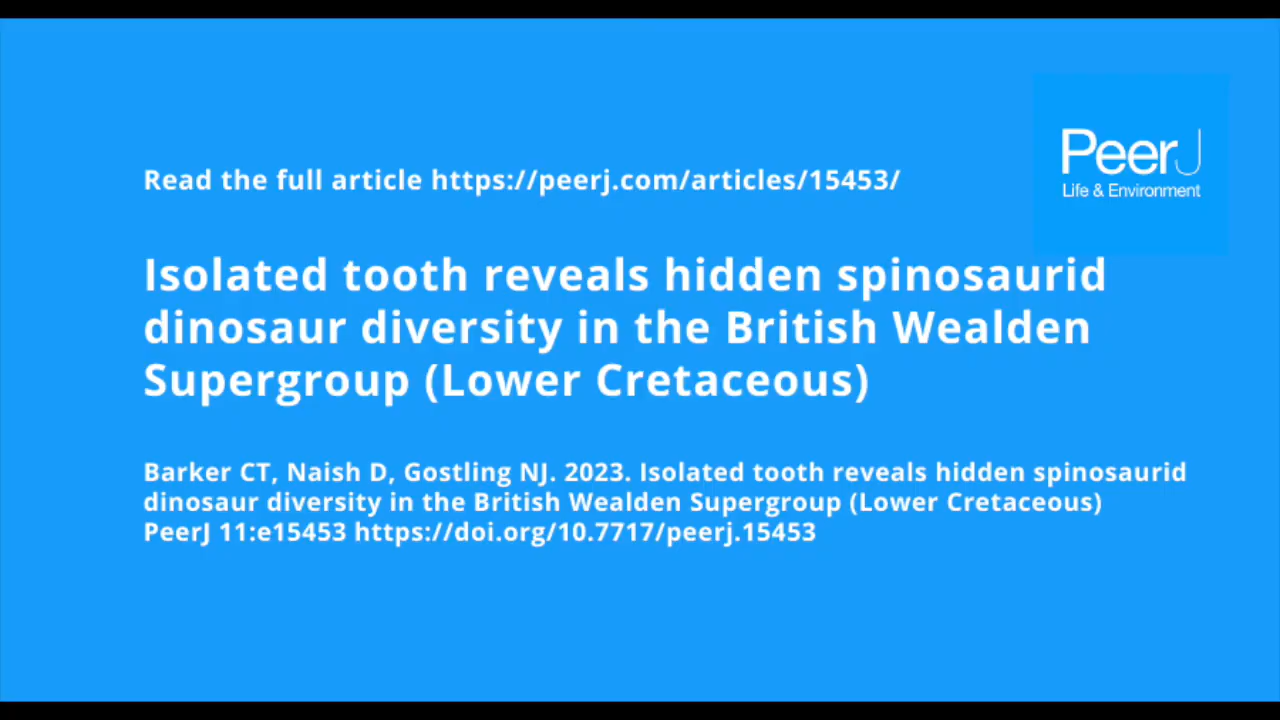 PeerJ
Life & Environment
Read the full article https://peerj.com/articles/15453/
Isolated tooth reveals hidden spinosaurid
dinosaur diversity in the British Wealden
Supergroup (Lower Cretaceous)
Barker CT, Naish D, Gostling NJ. 2023. Isolated tooth reveals hidden spinosaurid
dinosaur diversity in the British Wealden Supergroup (Lower Cretaceous)
PeerJ 11:e15453 https://doi.org/10.7717/peerj.15453